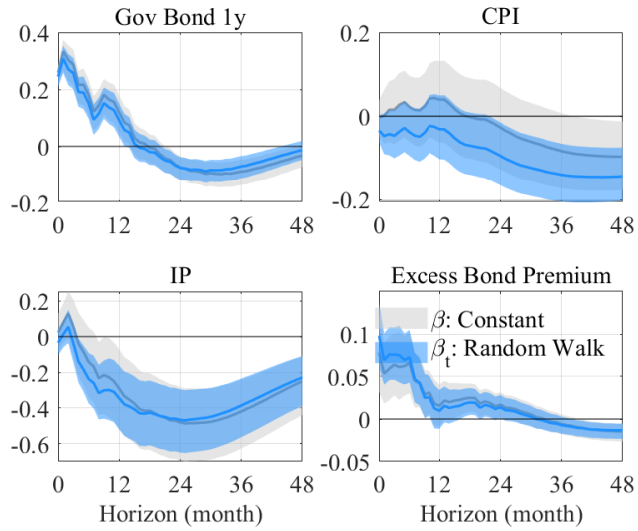 Gov Bond 1y
CPI
0.4
0.2
0
-0.2
0 12 24 36 48
0.2
0
-0.2
0 12 24 36 48
IP
Excess Bond Premium
0.2
0
-0.2
-0.4
-0.6
0 12 24 36 48
Horizon (month)
0.1
0.05
0
-0.05
0 12 24 36 48
Horizon (month)
β: Constant
βt: Random Walk